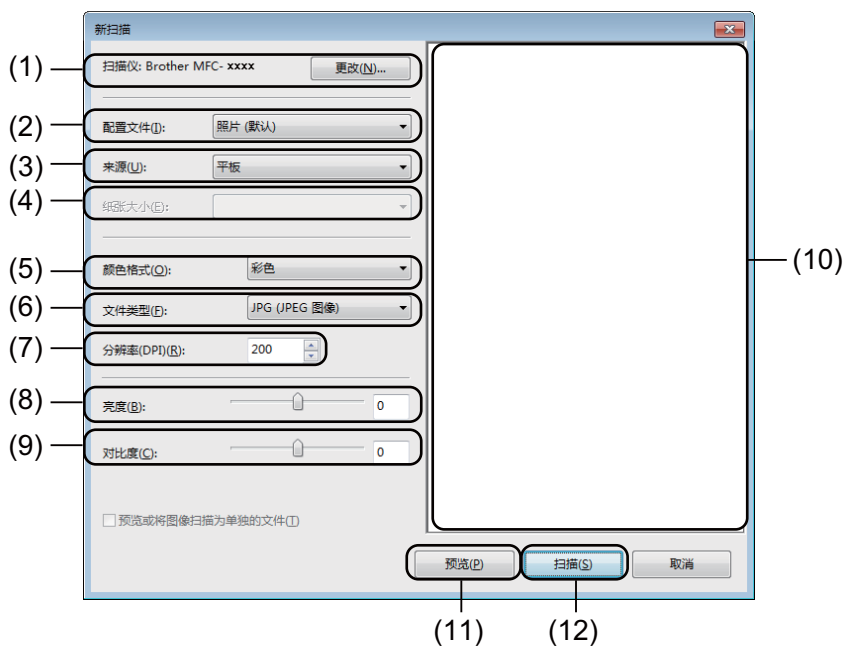 新扫描
(1) 扫描仪: Brother MFC- xxxx 更改(N)...
(2) 配置文件(I): 照片 (默认)
(3) 来源(U): 平板
(4) 纸张大小(E):
(5) 颜色格式(O): 彩色
(6) 文件类型(F): JPG (JPEG 图像)
(7) 分辨率(DPI)(R): 200
(8) 亮度(B): 0
(9) 对比度(C): 0
(10)
预览或将图像扫描为单独的文件(T)
预览(P) 扫描(S) 取消
(11) (12)